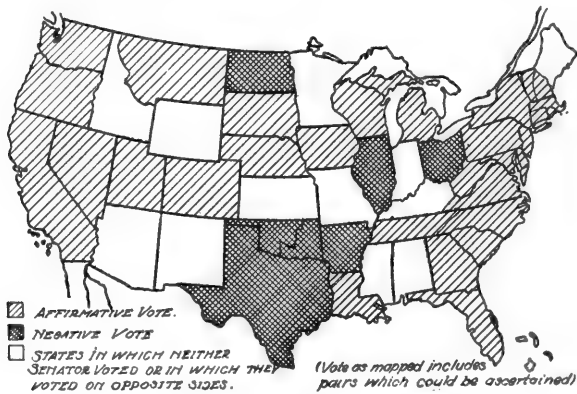 AFFIRMATIVE VOTE.
NEGATIVE VOTE
STATES IN WHICH NEITHER
SENATOR VOTED OR IN WHICH THEY
VOTED ON OPPOSITE SIDES.
(Vote as mapped includes
pairs which could be ascertained)